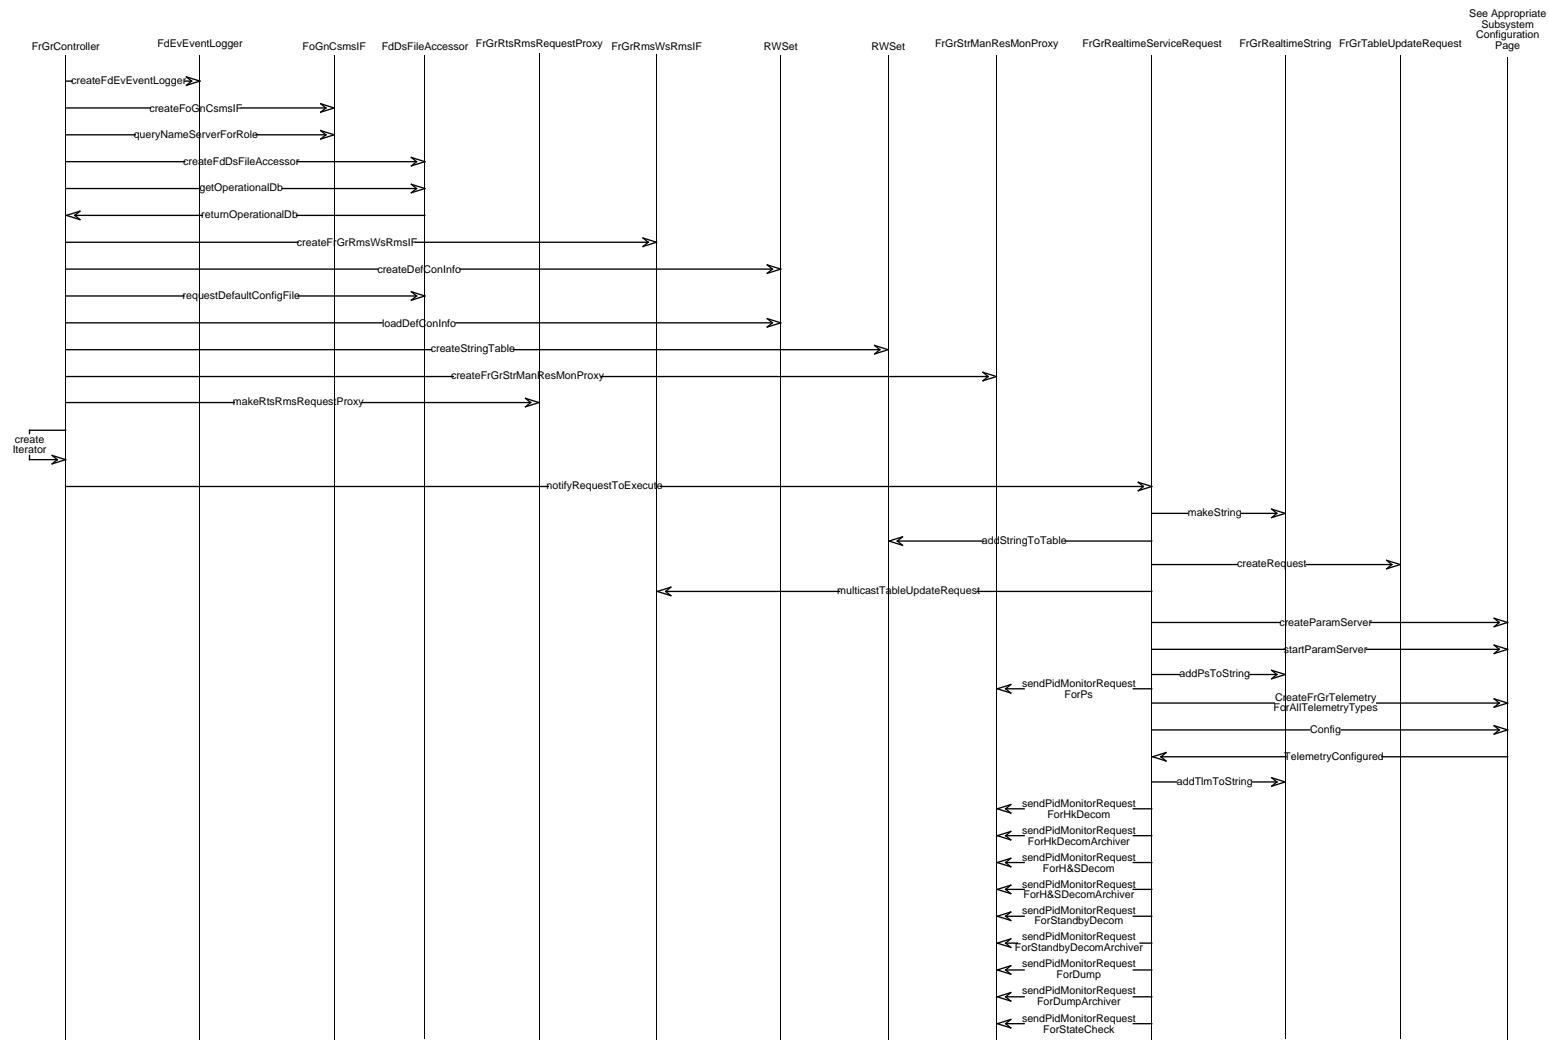 See Appropriate
Subsystem
Configuration
Page
FrGrController
FdEvEventLogger
FoGnCsmsIF
FdDsFileAccessor
FrGrRtsRmsRequestProxy
FrGrRmsWsRmsIF
RWSet
RWSet
FrGrStrManResMonProxy
FrGrRealtimeServiceRequest
FrGrRealtimeString
FrGrTableUpdateRequest
createFdEvEventLogger
createFoGnCsmsIF
queryNameServerForRole
createFdDsFileAccessor
getOperationalDb
returnOperationalDb
createFrGrRmsWsRmsIF
createDefConInfo
requestDefaultConfigFile
loadDefConInfo
createStringTable
createFrGrStrManResMonProxy
makeRtsRmsRequestProxy
create
Iterator
notifyRequestToExecute
makeString
addStringToTable
createRequest
multicastTableUpdateRequest
createParamServer
startParamServer
addPsToString
sendPidMonitorRequest
ForPs
CreateFrGrTelemetry
ForAllTelemetryTypes
Config
TelemetryConfigured
addTlmToString
sendPidMonitorRequest
ForHkDecom
sendPidMonitorRequest
ForHkDecomArchiver
sendPidMonitorRequest
ForH&SDecom
sendPidMonitorRequest
ForH&SDecomArchiver
sendPidMonitorRequest
ForStandbyDecom
sendPidMonitorRequest
ForStandbyDecomArchiver
sendPidMonitorRequest
ForDump
sendPidMonitorRequest
ForDumpArchiver
sendPidMonitorRequest
ForStateCheck